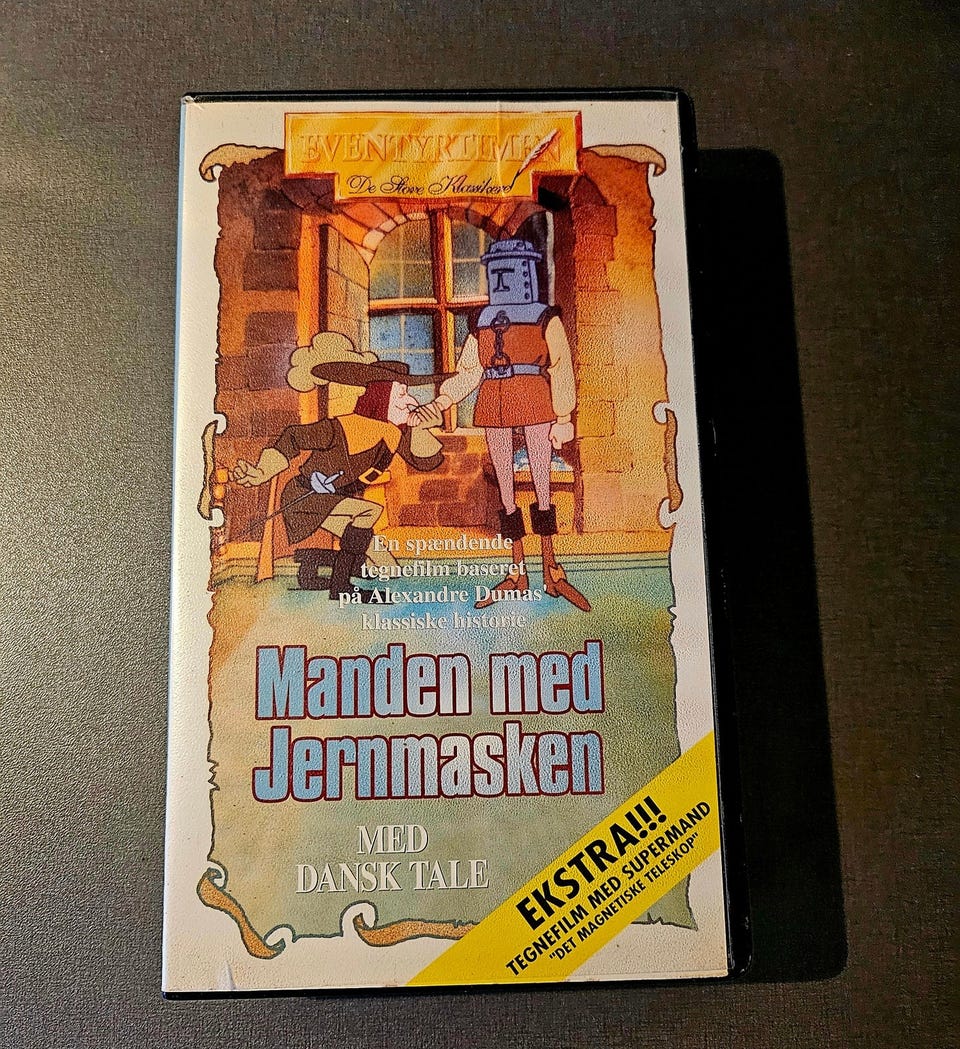 EVENTYRTIMEN
De Store Klassikere
En spændende
tegnefilm baseret
på Alexandre Dumas'
klassiske historie
Manden med
Jernmasken
MED
DANSK TALE
EKSTRA!!!
TEGNEFILM MED SUPERMAND
"DET MAGNETISKE TELESKOP"